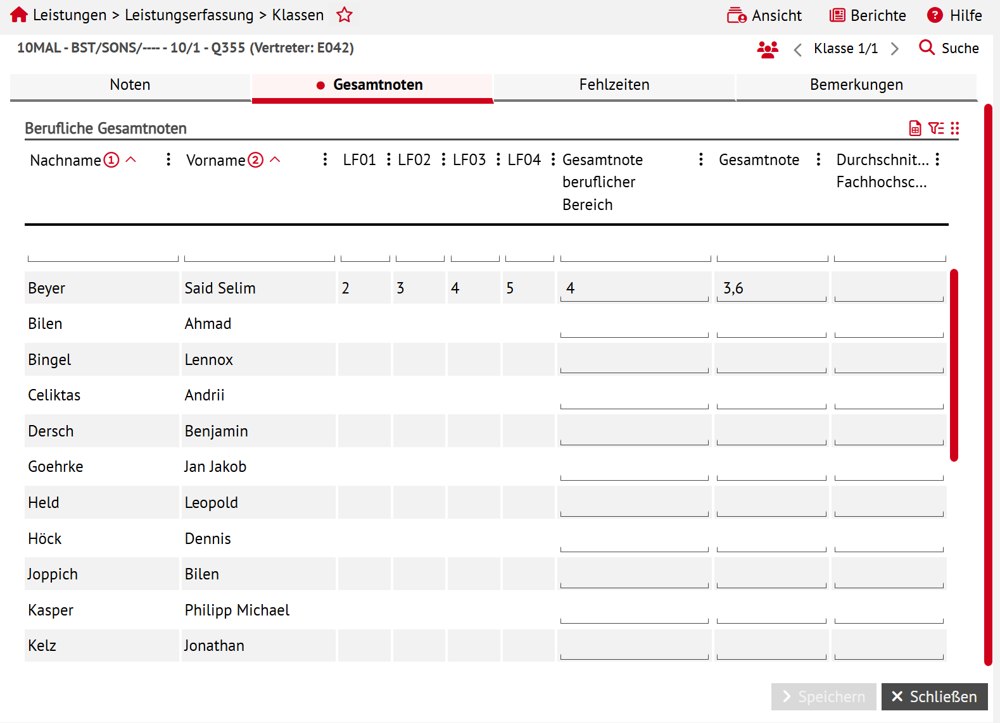 Leistungen > Leistungserfassung > Klassen
Ansicht
Berichte
? Hilfe
10MAL - BST/SONS/---- - 10/1 - Q355 (Vertreter: E042)
Klasse 1/1
Suche
Noten
Gesamtnoten
Fehlzeiten
Bemerkungen
Berufliche Gesamtnoten
Nachname 1
Vorname 2
LF01
LF02
LF03
LF04
Gesamtnote
beruflicher
Bereich
Gesamtnote
Durchschnit...
Fachhochsc...
Beyer Said Selim 2 3 4 5 4 3,6
Bilen Ahmad
Bingel Lennox
Celiktas Andrii
Dersch Benjamin
Goehrke Jan Jakob
Held Leopold
Höck Dennis
Joppich Bilen
Kasper Philipp Michael
Kelz Jonathan
Speichern
Schließen